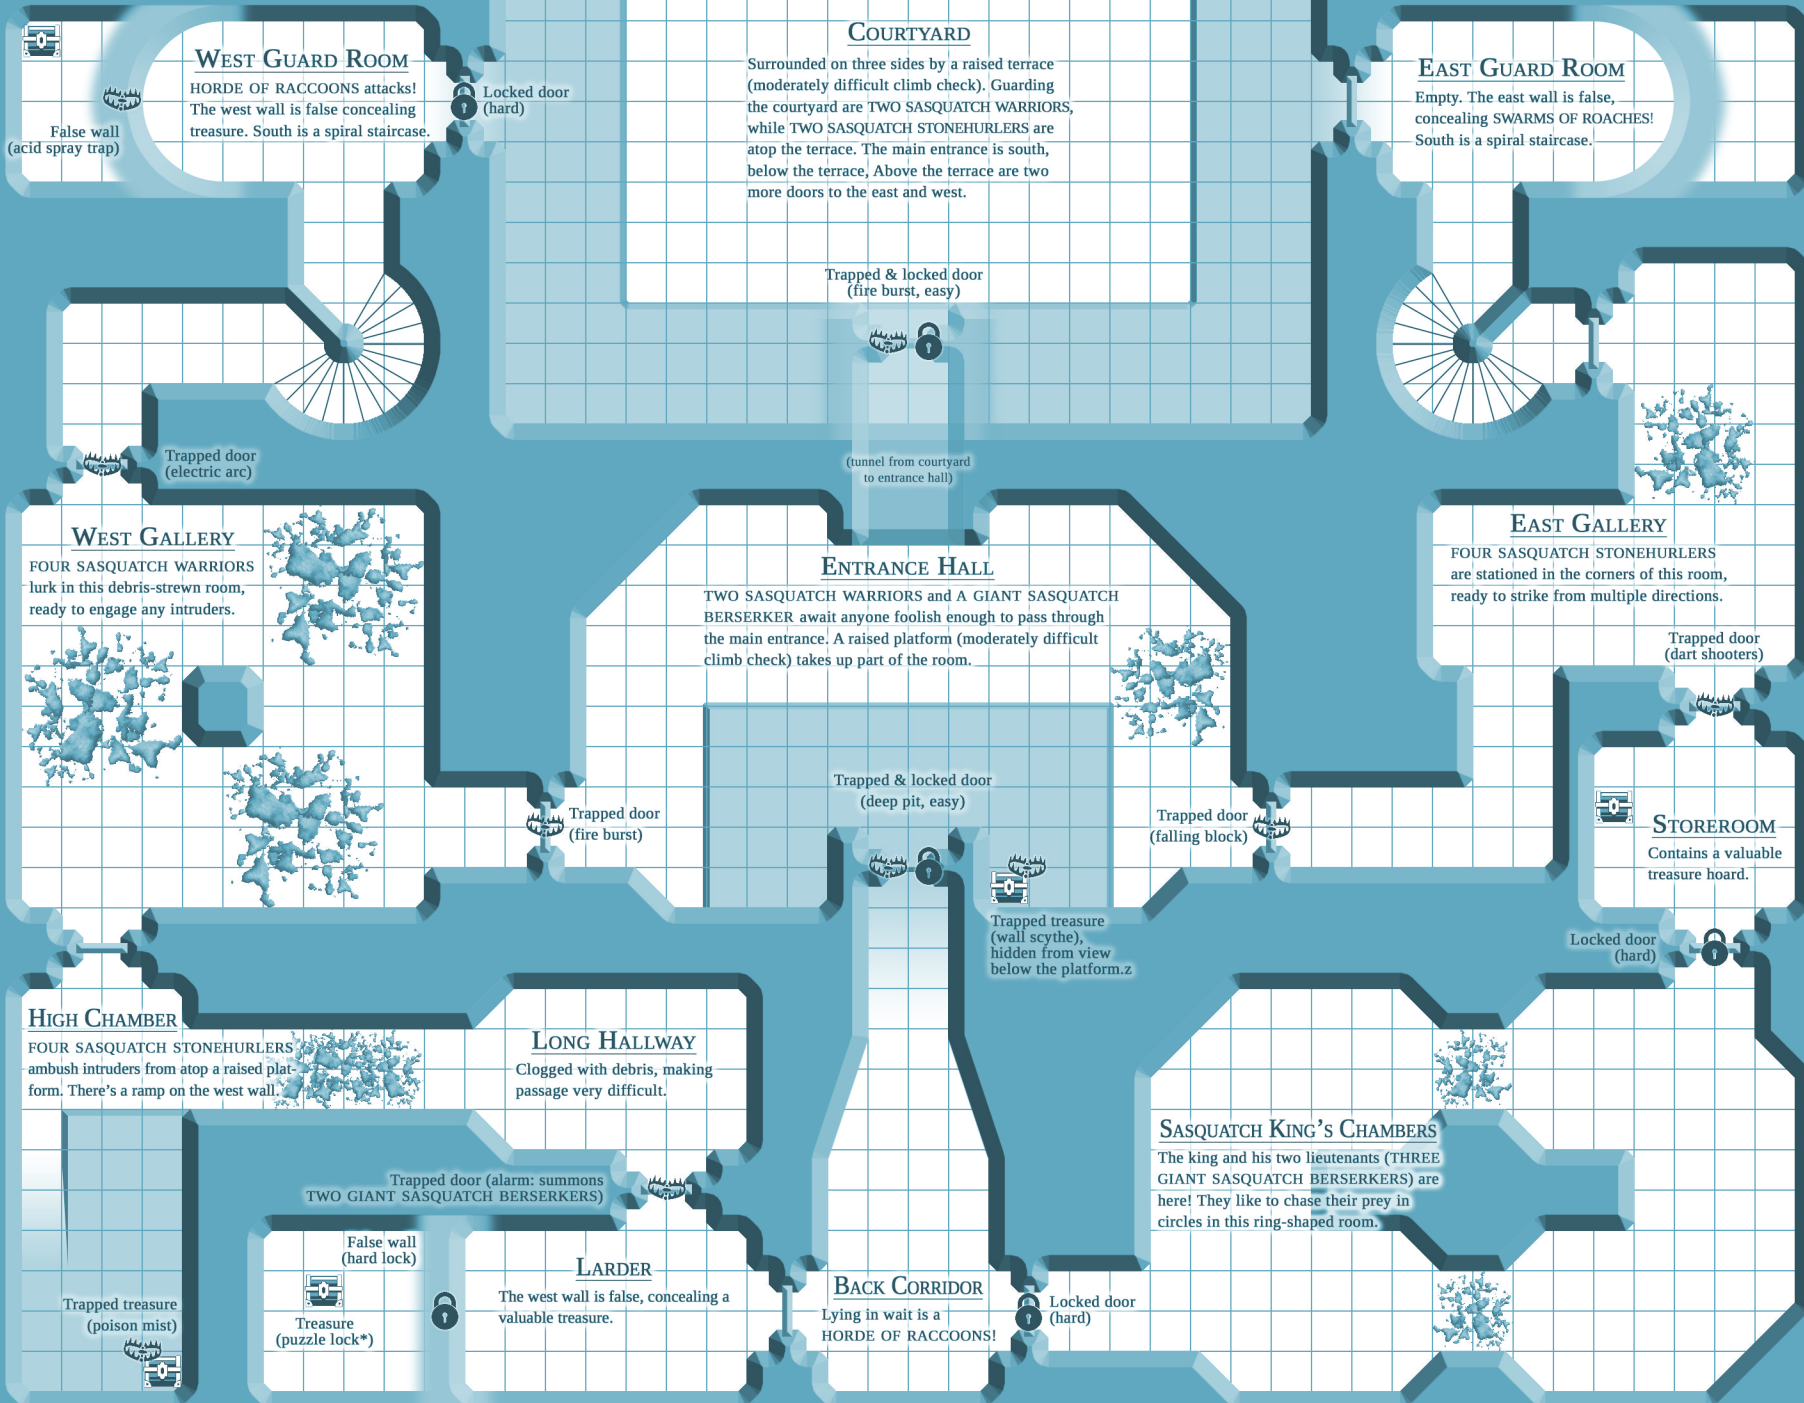 WEST GUARD ROOM
HORDE OF RACCOONS attacks!
The west wall is false concealing
treasure. South is a spiral staircase.
False wall
(acid spray trap)
Locked door
(hard)
COURTYARD
Surrounded on three sides by a raised terrace
(moderately difficult climb check). Guarding
the courtyard are TWO SASQUATCH WARRIORS,
while TWO SASQUATCH STONEHURLERS are
atop the terrace. The main entrance is south,
below the terrace, Above the terrace are two
more doors to the east and west.
Trapped & locked door
(fire burst, easy)
EAST GUARD ROOM
Empty. The east wall is false,
concealing SWARMS OF ROACHES!
South is a spiral staircase.
Trapped door
(electric arc)
(tunnel from courtyard
to entrance hall)
WEST GALLERY
FOUR SASQUATCH WARRIORS
lurk in this debris-strewn room,
ready to engage any intruders.
ENTRANCE HALL
TWO SASQUATCH WARRIORS and A GIANT SASQUATCH
BERSERKER await anyone foolish enough to pass through
the main entrance. A raised platform (moderately difficult
climb check) takes up part of the room.
EAST GALLERY
FOUR SASQUATCH STONEHURLERS
are stationed in the corners of this room,
ready to strike from multiple directions.
Trapped door
(dart shooters)
Trapped door
(fire burst)
Trapped & locked door
(deep pit, easy)
Trapped door
(falling block)
STOREROOM
Contains a valuable
treasure hoard.
Trapped treasure
(wall scythe),
hidden from view
below the platform.z
Locked door
(hard)
HIGH CHAMBER
FOUR SASQUATCH STONEHURLERS
ambush intruders from atop a raised plat-
form. There's a ramp on the west wall.
LONG HALLWAY
Clogged with debris, making
passage very difficult.
SASQUATCH KING'S CHAMBERS
The king and his two lieutenants (THREE
GIANT SASQUATCH BERSERKERS) are
here! They like to chase their prey in
circles in this ring-shaped room.
Trapped door (alarm: summons
TWO GIANT SASQUATCH BERSERKERS)
False wall
(hard lock)
Treasure
(puzzle lock*)
LARDER
The west wall is false, concealing a
valuable treasure.
BACK CORRIDOR
Lying in wait is a
HORDE OF RACCOONS!
Locked door
(hard)
Trapped treasure
(poison mist)